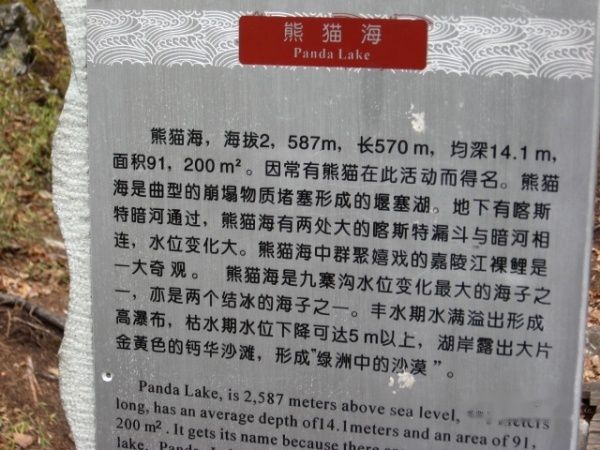 熊猫海
Panda Lake
熊猫海，海拔2，587m，长570 m，均深14.1 m，
面积91，200 m²。因常有熊猫在此活动而得名。熊猫
海是曲型的崩塌物质堵塞形成的堰塞湖。地下有喀斯
特暗河通过，熊猫海有两处大的喀斯特漏斗与暗河相
连，水位变化大。熊猫海中群聚嬉戏的嘉陵江裸鲤是
一大奇观。 熊猫海是九寨沟水位变化最大的海子之
一，亦是两个结冰的海子之一。丰水期水满溢出形成
高瀑布，枯水期水位下降可达5 m以上，湖岸露出大片
金黄色的钙华沙滩，形成"绿洲中的沙漠"。
Panda Lake, is 2,587 meters above sea level,
long, has an average depth of14.1meters and an area of 91,
200 m². It gets its name because there
lake. Panda